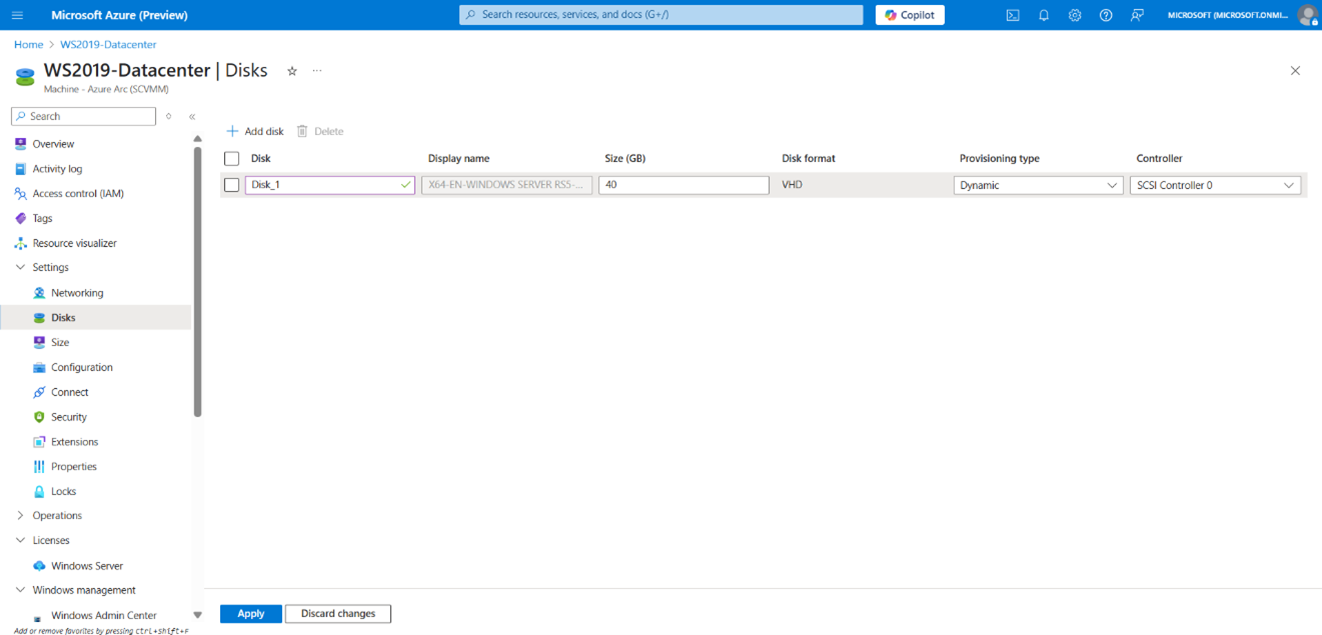 Microsoft Azure (Preview)
Search resources, services, and docs (G+/)
Copilot
MICROSOFT (MICROSOFT.ONMI...
Home > WS2019-Datacenter
WS2019-Datacenter | Disks
Machine - Azure Arc (SCVMM)
Search
Overview
Activity log
Access control (IAM)
Tags
Resource visualizer
Settings
Networking
Disks
Size
Configuration
Connect
Security
Extensions
Properties
Locks
Operations
Licenses
Windows Server
Windows management
Windows Admin Center
Add or remove favorites by pressing Ctrl+Shift+F
Add disk Delete
Disk Display name Size (GB) Disk format Provisioning type Controller
Disk_1 X64-EN-WINDOWS SERVER RS5-... 40 VHD Dynamic SCSI Controller 0
Apply Discard changes